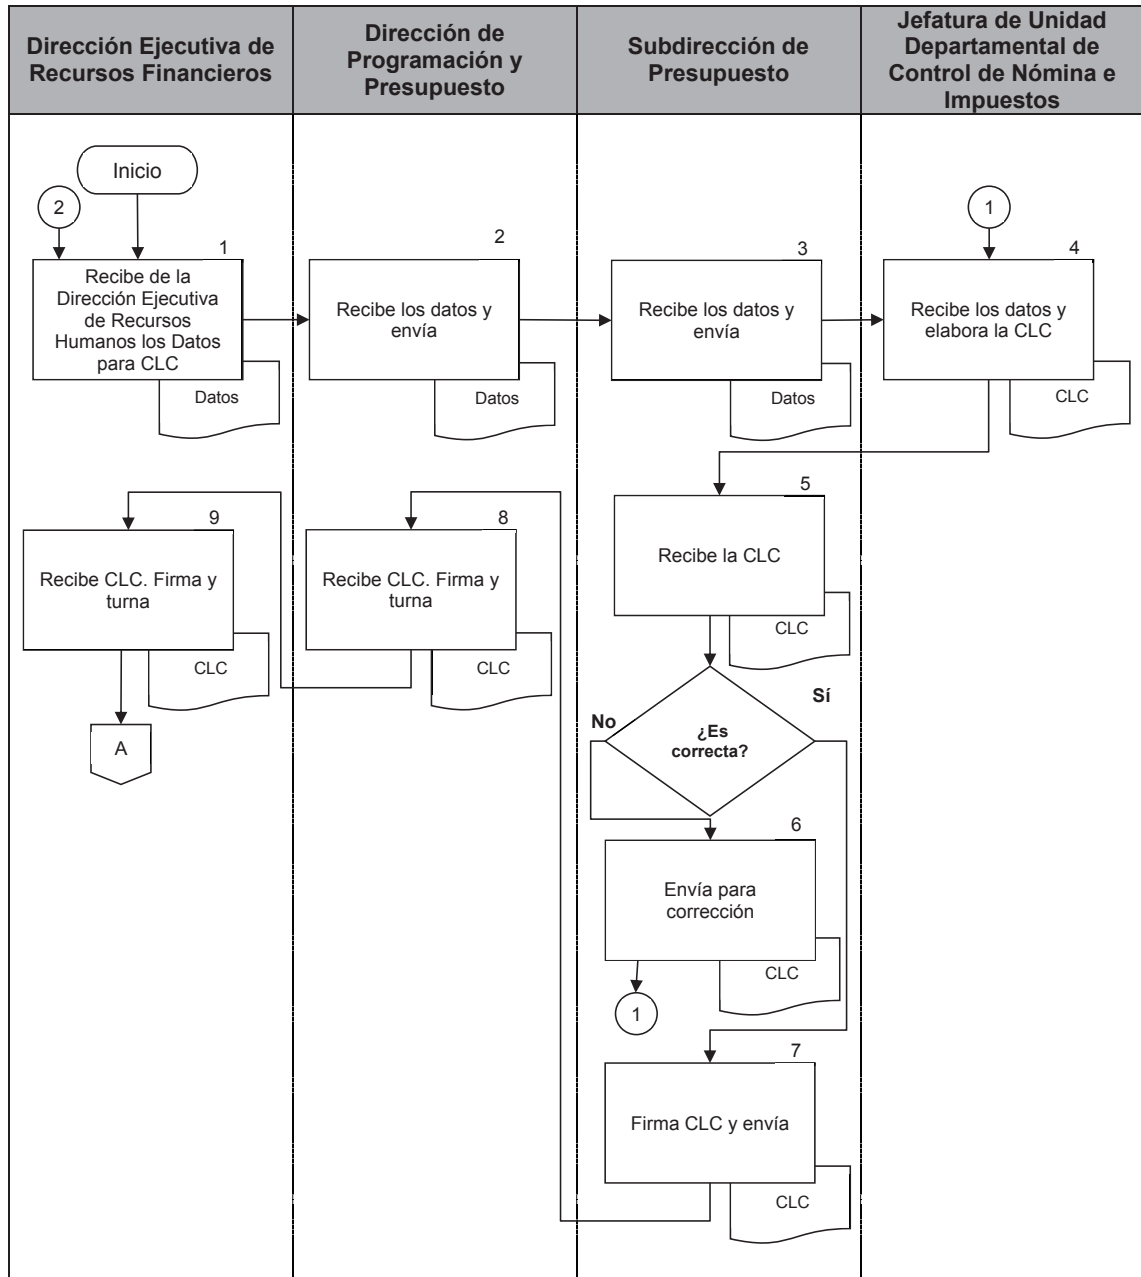 Dirección Ejecutiva de
Recursos Financieros
Dirección de
Programación y
Presupuesto
Subdirección de
Presupuesto
Jefatura de Unidad
Departamental de
Control de Nómina e
Impuestos
Inicio
2
1
Recibe de la
Dirección Ejecutiva
de Recursos
Humanos los Datos
para CLC
Datos
2
Recibe los datos y
envía
Datos
3
Recibe los datos y
envía
Datos
1
4
Recibe los datos y
elabora la CLC
CLC
5
Recibe la CLC
CLC
¿Es
correcta?
No
Sí
6
Envía para
corrección
CLC
1
7
Firma CLC y envía
CLC
8
Recibe CLC. Firma y
turna
CLC
9
Recibe CLC. Firma y
turna
CLC
A